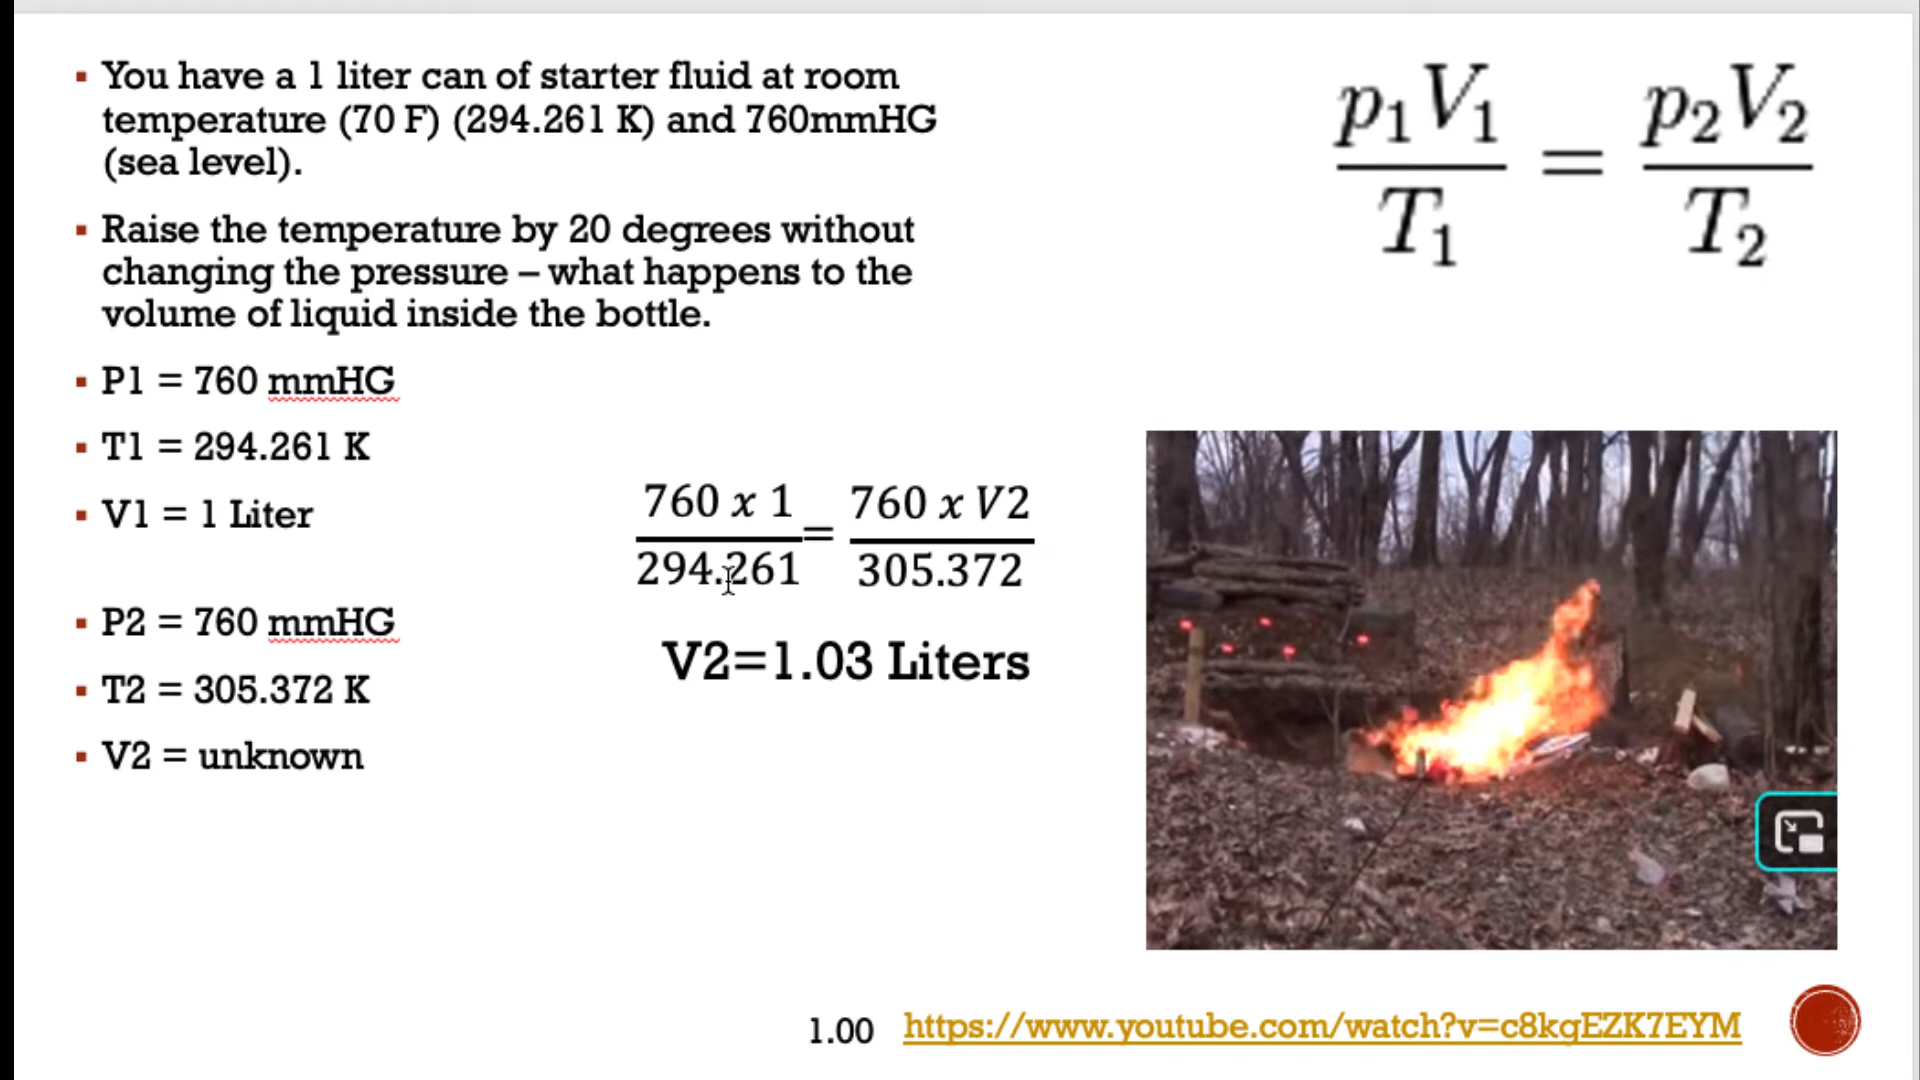 ▪ You have a 1 liter can of starter fluid at room
temperature (70 F) (294.261 K) and 760mmHG
(sea level).
▪ Raise the temperature by 20 degrees without
changing the pressure – what happens to the
volume of liquid inside the bottle.
▪ P1 = 760 mmHG
▪ T1 = 294.261 K
▪ V1 = 1 Liter
▪ P2 = 760 mmHG
▪ T2 = 305.372 K
▪ V2 = unknown
760 x 1 / 294.261 = 760 x V2 / 305.372
V2=1.03 Liters
p₁V₁ / T₁ = p₂V₂ / T₂
1.00 https://www.youtube.com/watch?v=c8kgEZK7EYM